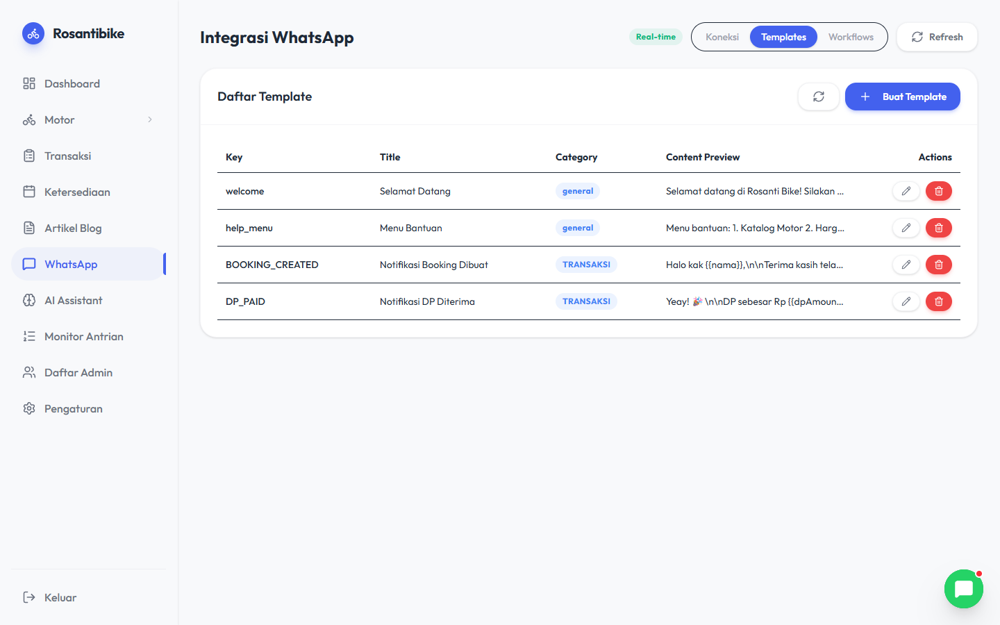 Rosantibike
Dashboard
Motor
Transaksi
Ketersediaan
Artikel Blog
WhatsApp
AI Assistant
Monitor Antrian
Daftar Admin
Pengaturan
Keluar
Integrasi WhatsApp
Real-time
Koneksi
Templates
Workflows
Refresh
Daftar Template
Buat Template
Key Title Category Content Preview Actions
welcome Selamat Datang general Selamat datang di Rosanti Bike! Silakan ...
help_menu Menu Bantuan general Menu bantuan: 1. Katalog Motor 2. Harg...
BOOKING_CREATED Notifikasi Booking Dibuat TRANSAKSI Halo kak {{nama}},\n\nTerima kasih tela...
DP_PAID Notifikasi DP Diterima TRANSAKSI Yeay! 🎉 \n\nDP sebesar Rp {{dpAmoun...